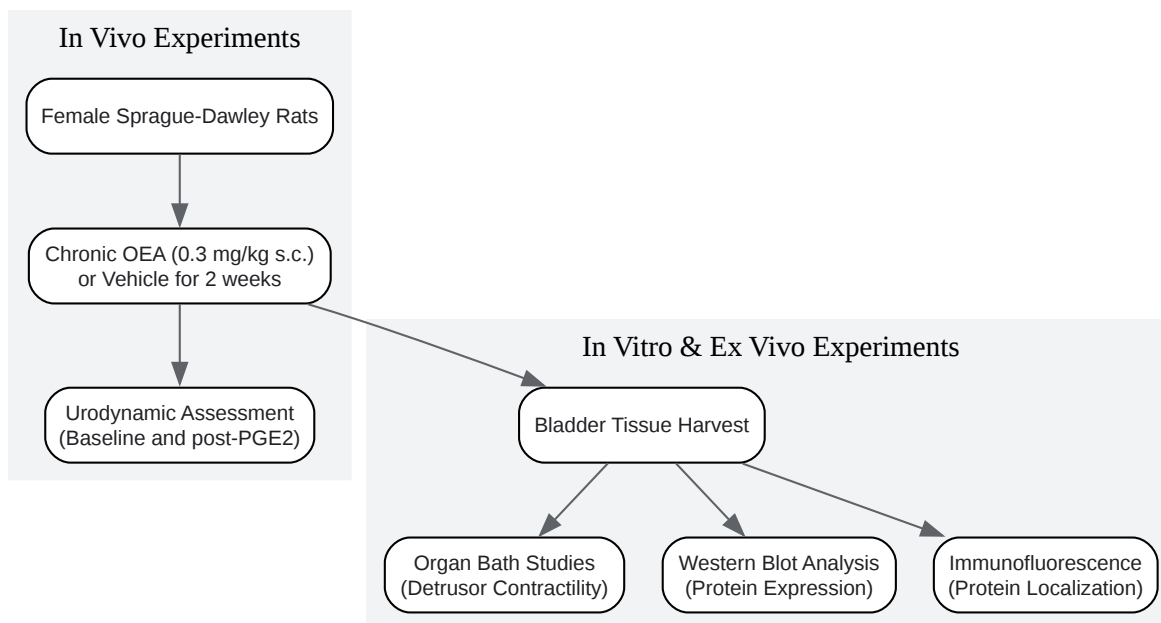 In Vivo Experiments
Female Sprague-Dawley Rats
Chronic OEA (0.3 mg/kg s.c.)
or Vehicle for 2 weeks
Urodynamic Assessment
(Baseline and post-PGE2)
In Vitro & Ex Vivo Experiments
Bladder Tissue Harvest
Organ Bath Studies
(Detrusor Contractility)
Western Blot Analysis
(Protein Expression)
Immunofluorescence
(Protein Localization)